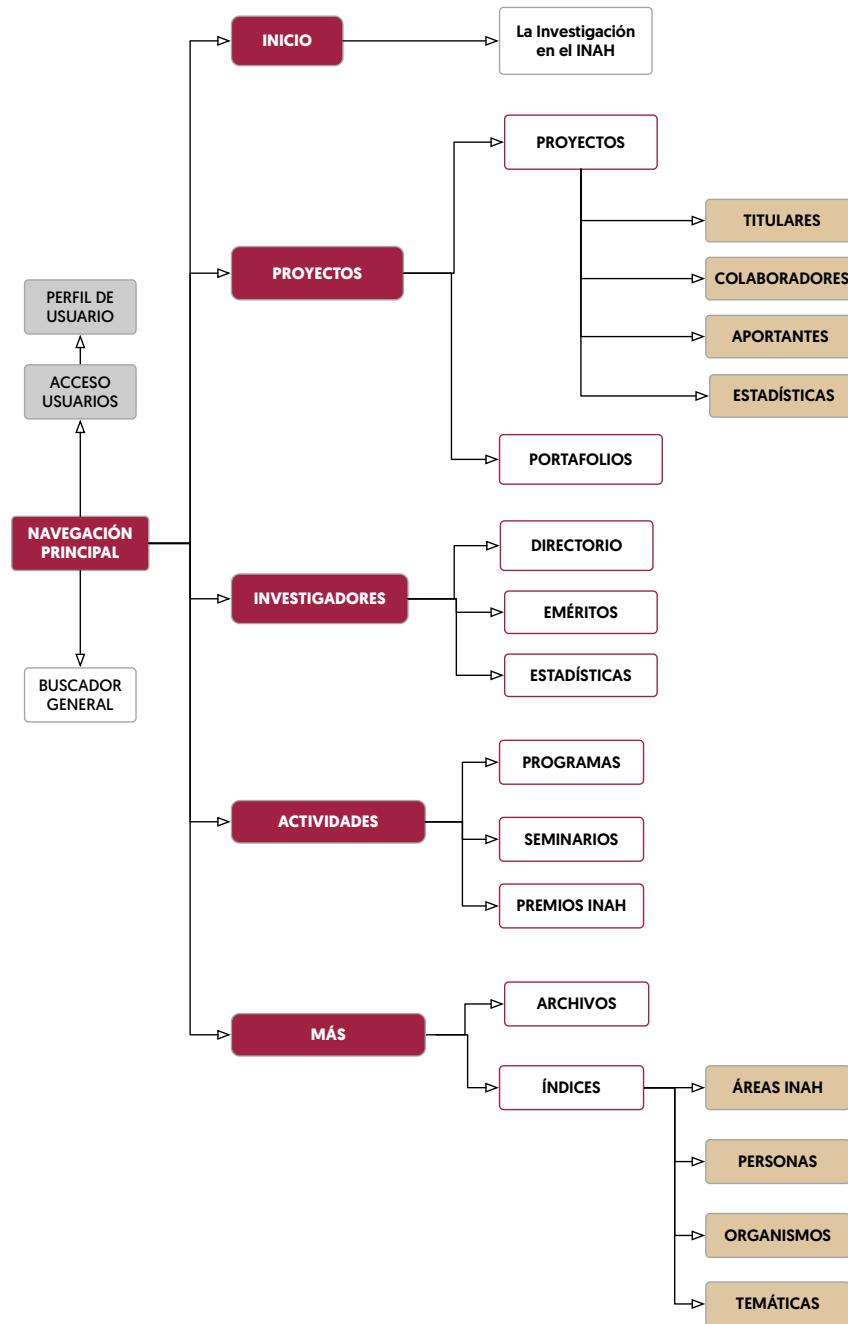 INICIO
La Investigación
en el INAH
PROYECTOS
TITULARES
PROYECTOS
COLABORADORES
PERFIL DE
USUARIO
APORTANTES
ACCESO
USUARIOS
ESTADÍSTICAS
PORTAFOLIOS
NAVEGACIÓN
PRINCIPAL
DIRECTORIO
INVESTIGADORES
EMÉRITOS
ESTADÍSTICAS
BUSCADOR
GENERAL
PROGRAMAS
ACTIVIDADES
SEMINARIOS
PREMIOS INAH
ARCHIVOS
MÁS
ÍNDICES
ÁREAS INAH
PERSONAS
ORGANISMOS
TEMÁTICAS